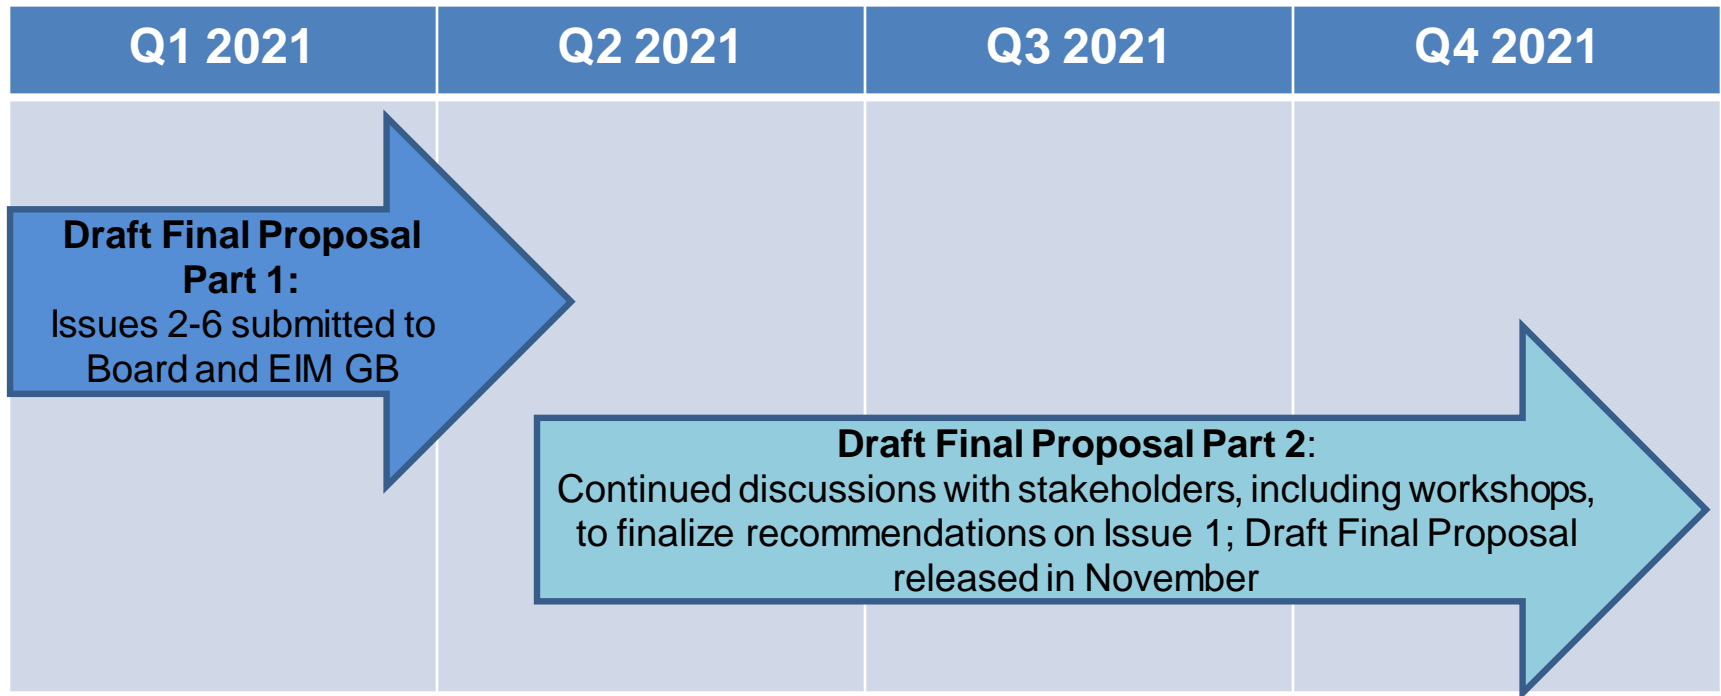 Q1 2021 Q2 2021 Q3 2021 Q4 2021
Draft Final Proposal
Part 1:
Issues 2-6 submitted to
Board and EIM GB
Draft Final Proposal Part 2:
Continued discussions with stakeholders, including workshops,
to finalize recommendations on Issue 1; Draft Final Proposal
released in November